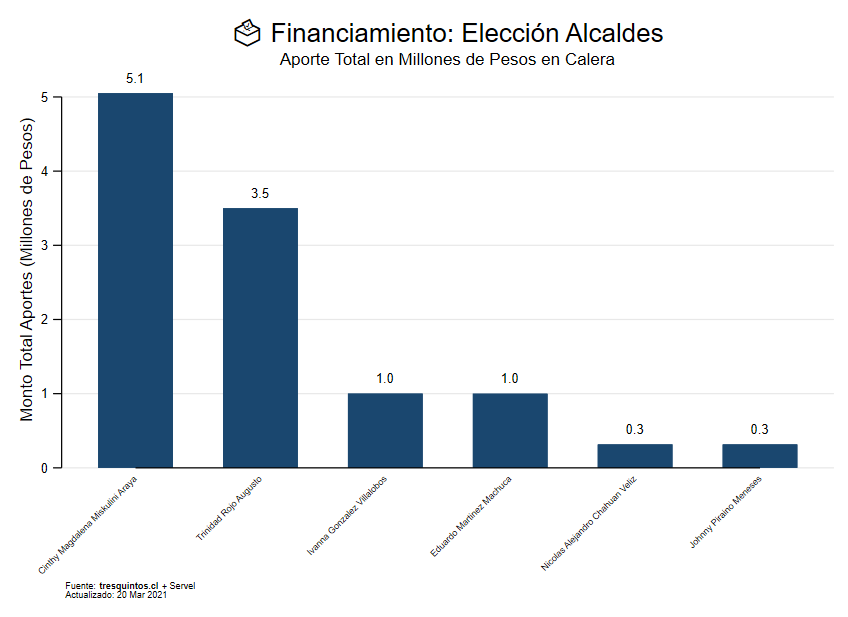 Financiamiento: Elección Alcaldes
Aporte Total en Millones de Pesos en Calera
Monto Total Aportes (Millones de Pesos)
5
4
3
2
1
0
5.1
3.5
1.0
1.0
0.3
0.3
Cinthy Magdalena Miskulini Araya
Trinidad Rojo Augusto
Ivanna Gonzalez Villalobos
Eduardo Martinez Machuca
Nicolas Alejandro Chahuan Veliz
Johnny Piraino Meneses
Fuente: tresquintos.cl + Servel
Actualizado: 20 Mar 2021